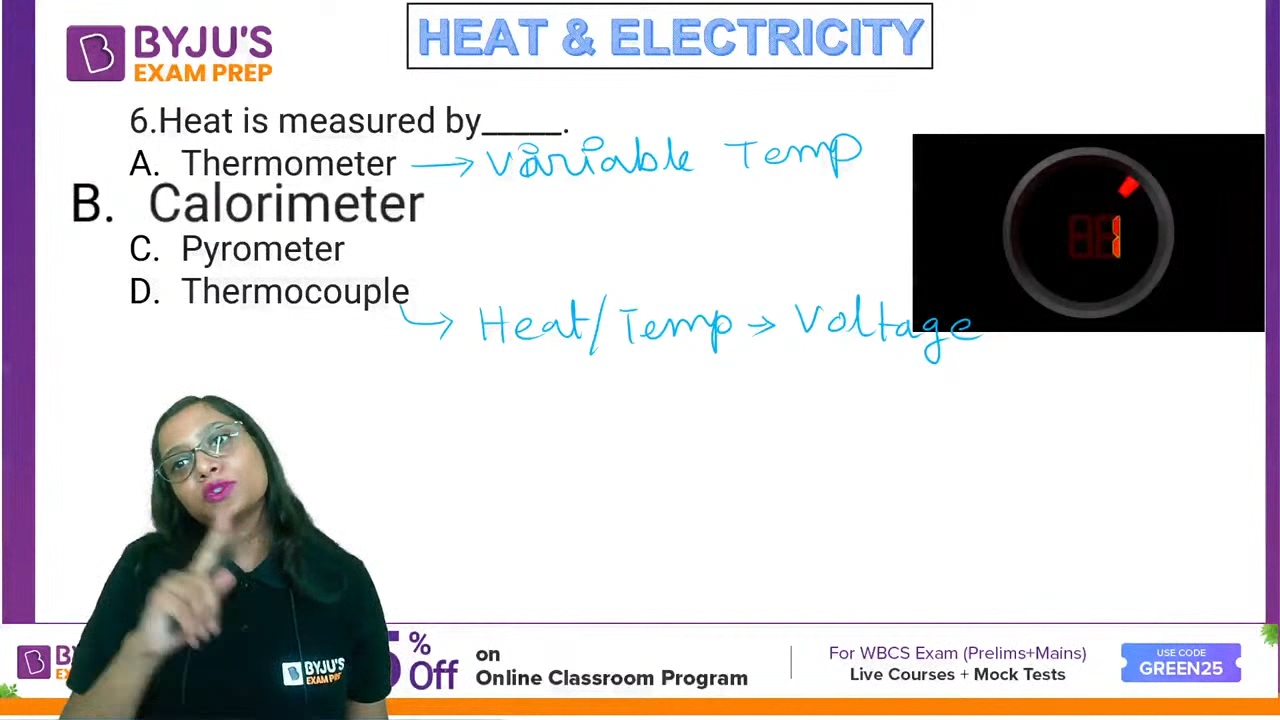 HEAT & ELECTRICITY
BYJU'S
EXAM PREP
6.Heat is measured by_____.
A. Thermometer → Variable Temp
B. Calorimeter
C. Pyrometer
D. Thermocouple
→ Heat/Temp → Voltage
1
BYJU'S
EXAM PREP
5% Off
on
Online Classroom Program
For WBCS Exam (Prelims+Mains)
Live Courses + Mock Tests
USE CODE
GREEN25